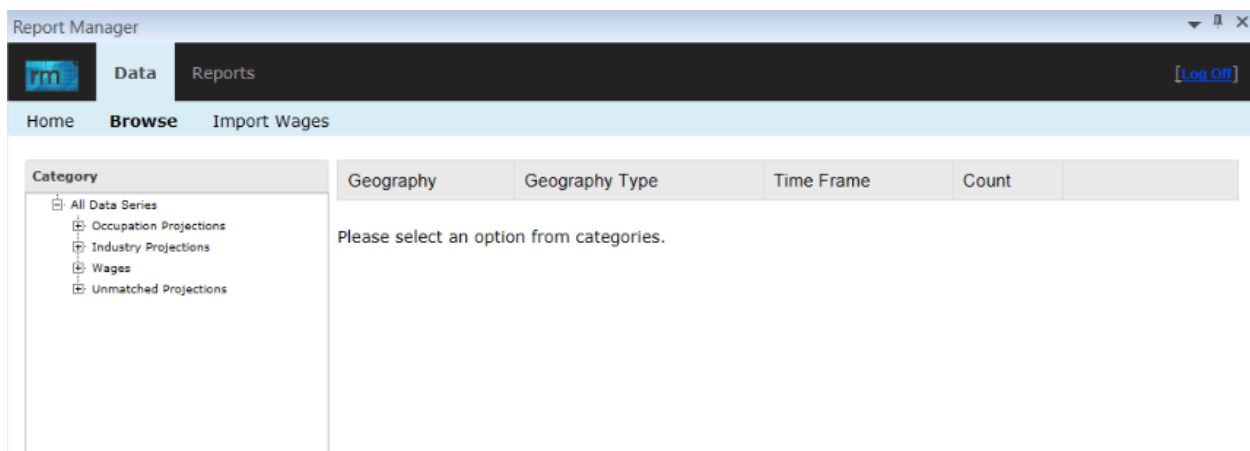 Report Manager
rm Data Reports [Log Off]
Home Browse Import Wages
Category Geography Geography Type Time Frame Count
All Data Series
Occupation Projections
Please select an option from categories.
Industry Projections
Wages
Unmatched Projections